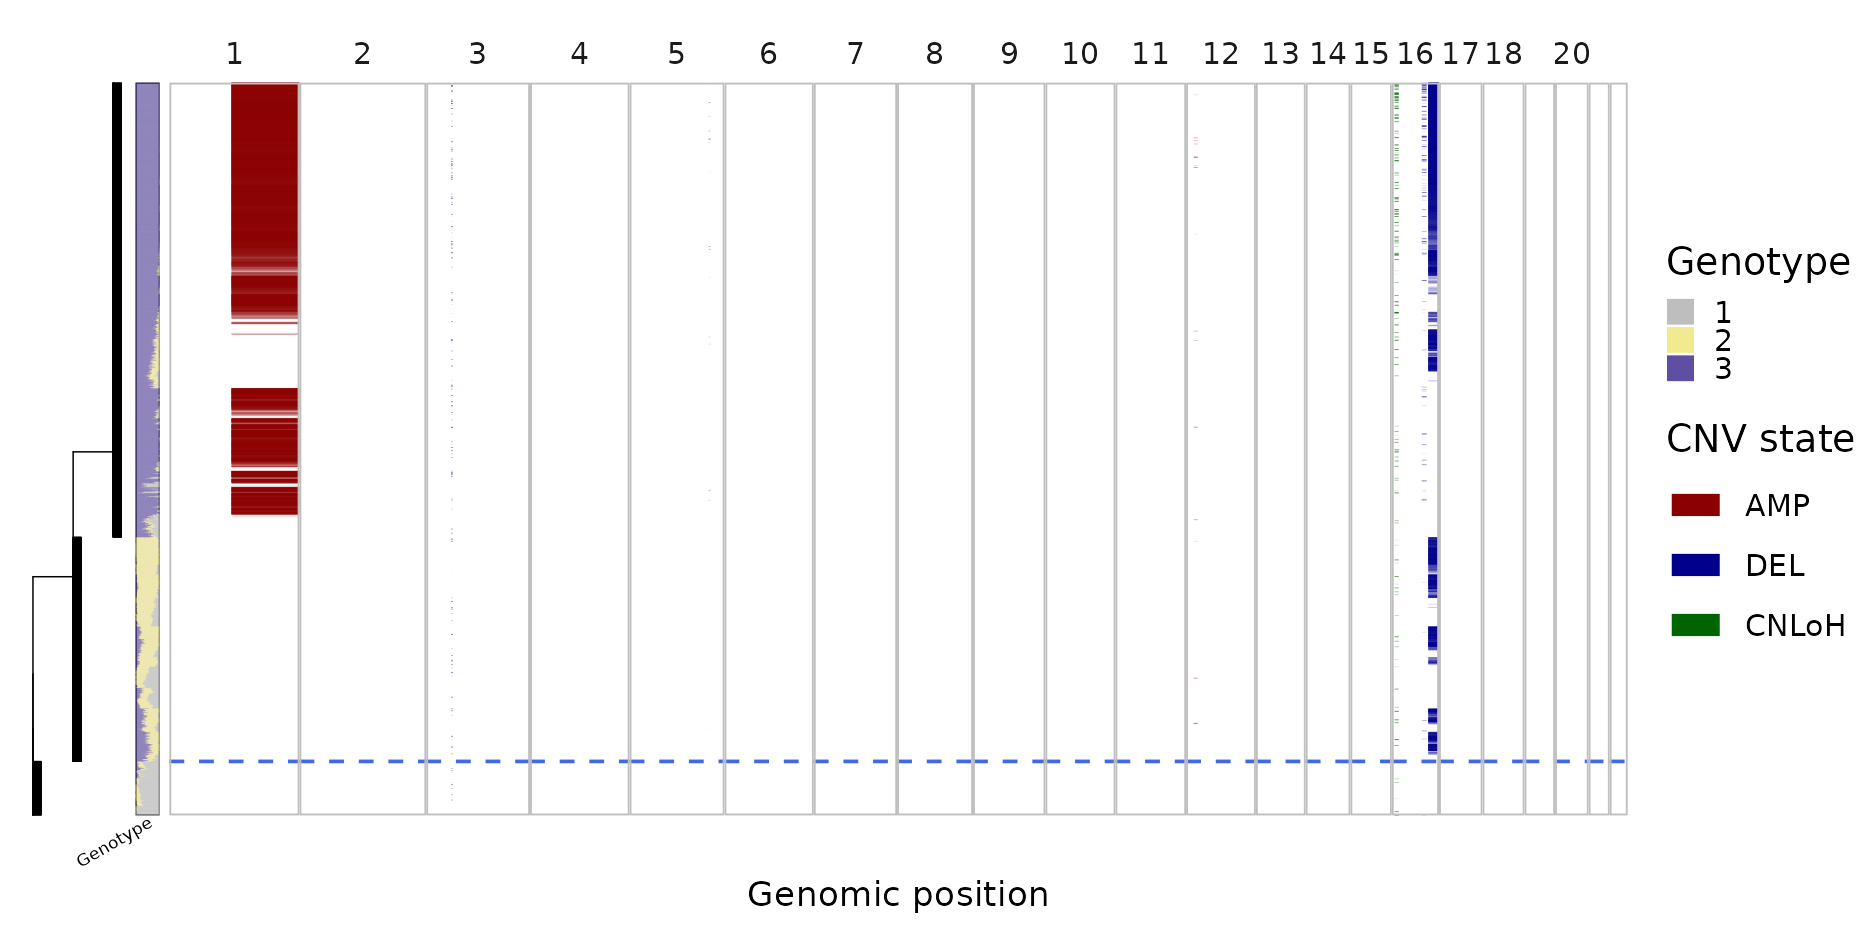 1 2 3 4 5 6 7 8 9 10 11 12 13 14 15 16 17 18 20
Genotype
1
2
3
CNV state
AMP
DEL
CNLoH
Genotype
Genomic position